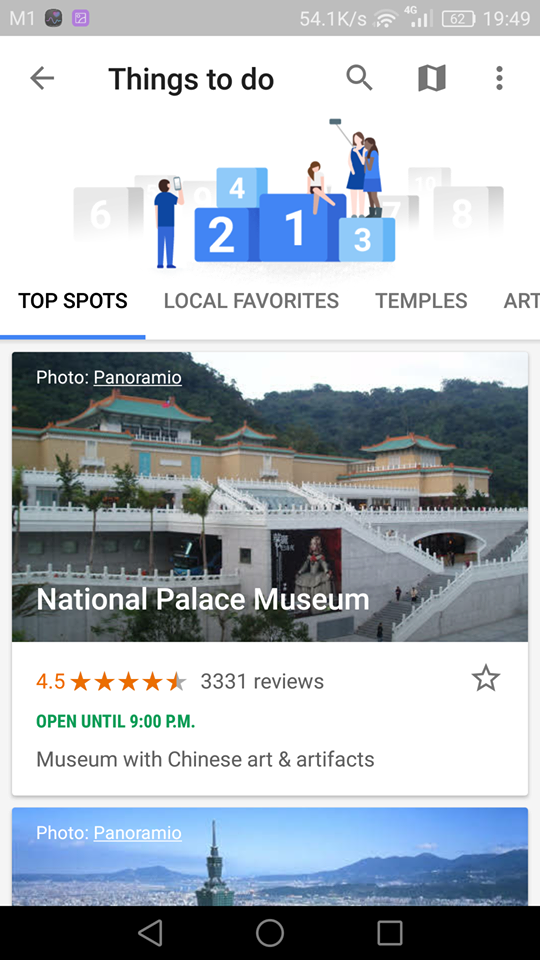 M1 54.1K/s 4G 62 19:49
Things to do
6 5 9 4 2 1 3 7 10 8
TOP SPOTS LOCAL FAVORITES TEMPLES ART
Photo: Panoramio
National Palace Museum
4.5 3331 reviews
OPEN UNTIL 9:00 P.M.
Museum with Chinese art & artifacts
Photo: Panoramio